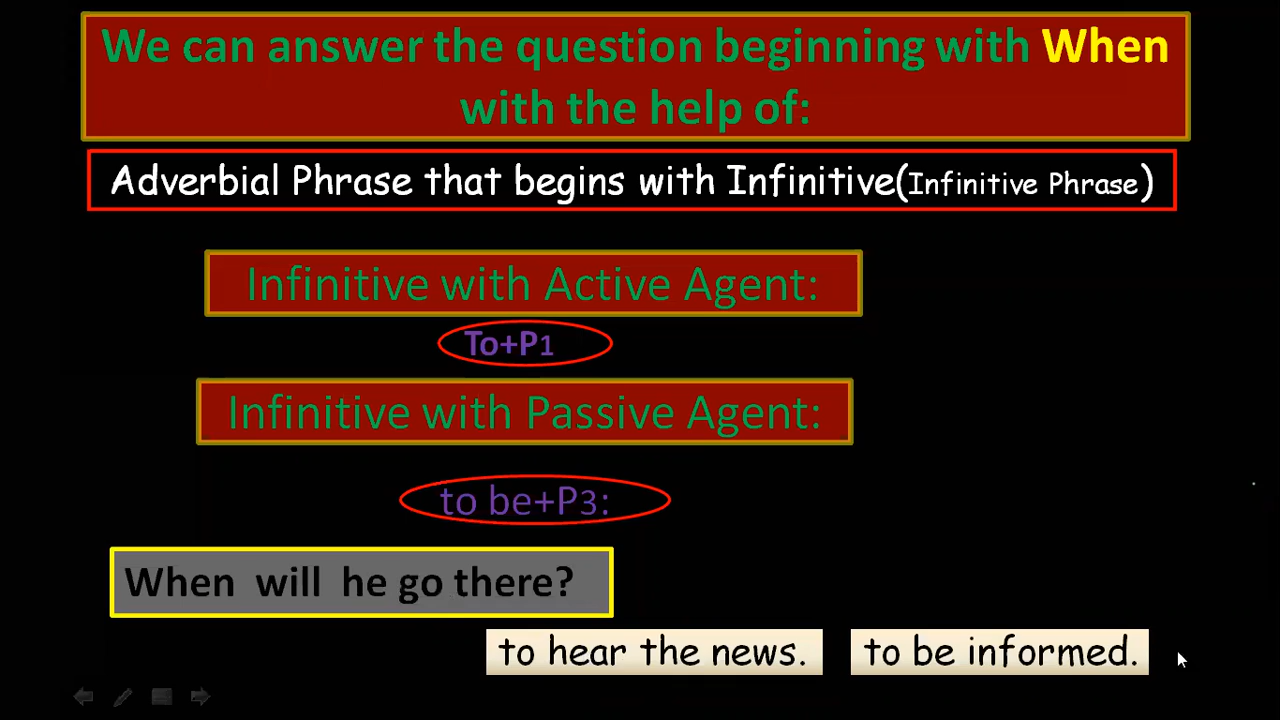 We can answer the question beginning with When
with the help of:
Adverbial Phrase that begins with Infinitive(Infinitive Phrase)
Infinitive with Active Agent:
To+P1
Infinitive with Passive Agent:
to be+P3:
When will he go there?
to hear the news. to be informed.